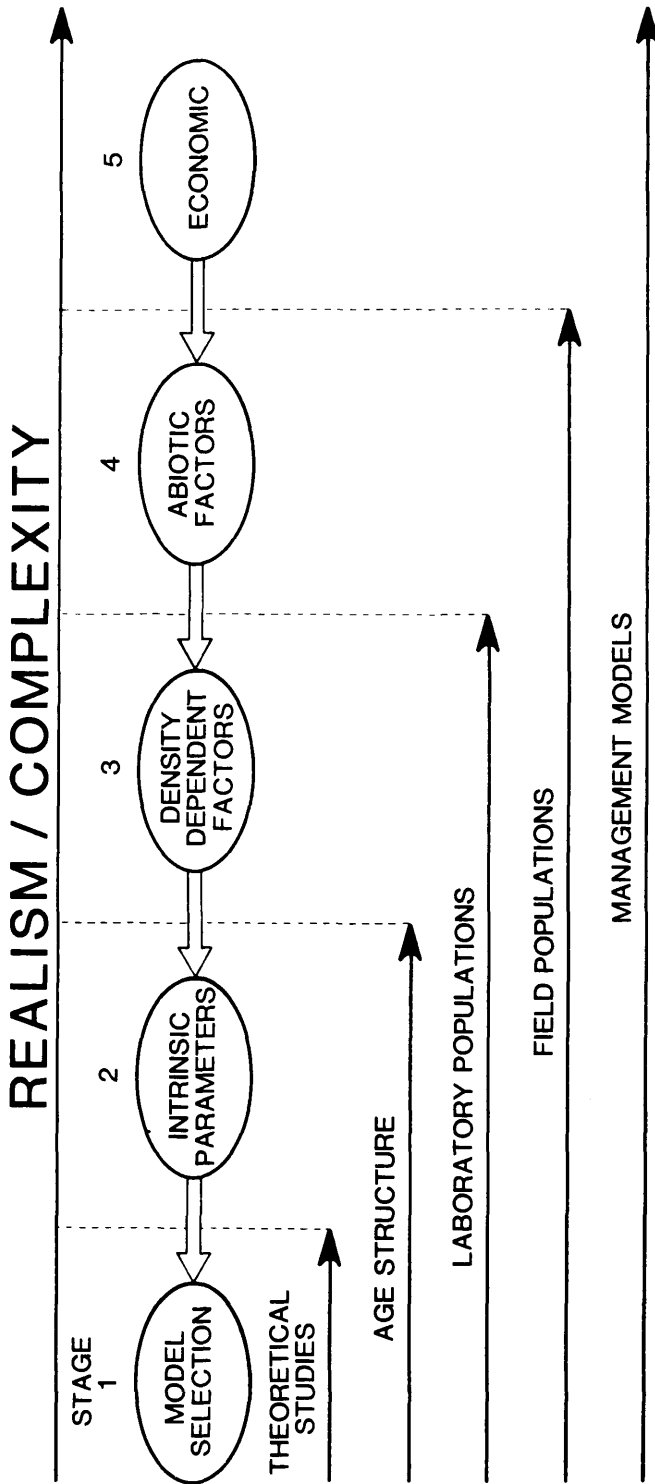 REALISM / COMPLEXITY
STAGE
1
2
3
4
5
MODEL
SELECTION
INTRINSIC
PARAMETERS
DENSITY
DEPENDENT
FACTORS
ABIOTIC
FACTORS
ECONOMIC
THEORETICAL
STUDIES
AGE STRUCTURE
LABORATORY POPULATIONS
FIELD POPULATIONS
MANAGEMENT MODELS